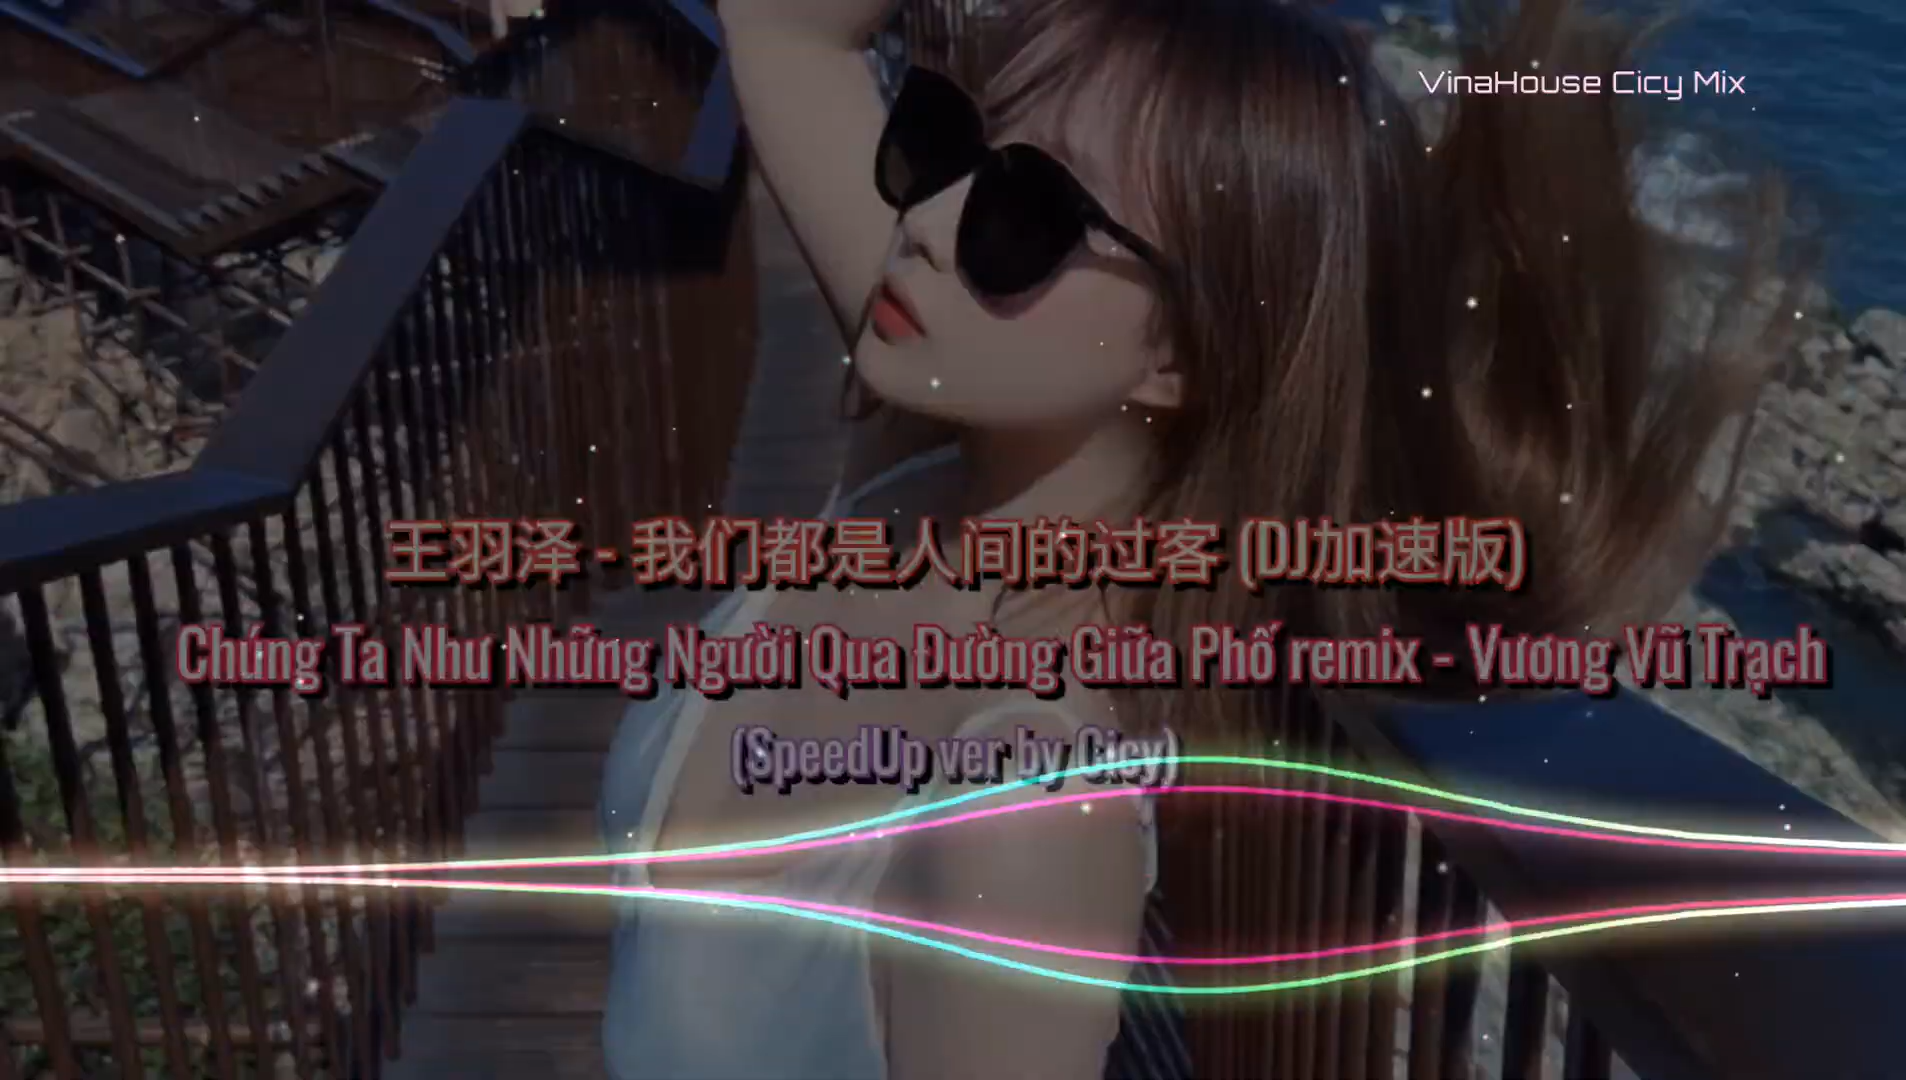 VinaHouse Cicy Mix
王羽泽 - 我们都是人间的过客 (DJ加速版)
Chúng Ta Như Những Người Qua Đường Giữa Phố remix - Vương Vũ Trạch
(SpeedUp ver by Cicy)